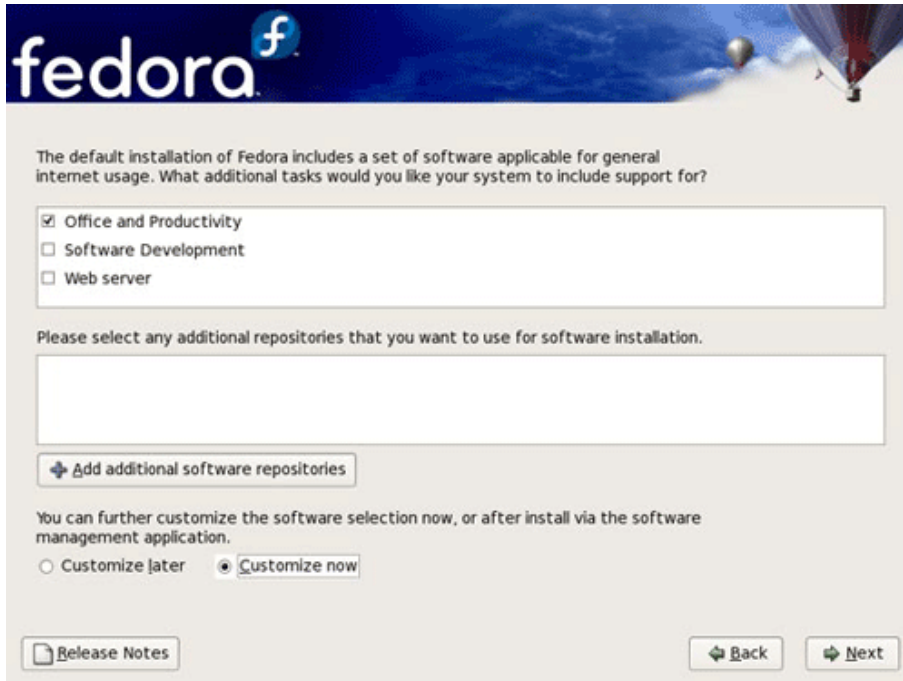 fedora
The default installation of Fedora includes a set of software applicable for general
internet usage. What additional tasks would you like your system to include support for?
Office and Productivity
Software Development
Web server
Please select any additional repositories that you want to use for software installation.
Add additional software repositories
You can further customize the software selection now, or after install via the software
management application.
Customize later Customize now
Release Notes Back Next